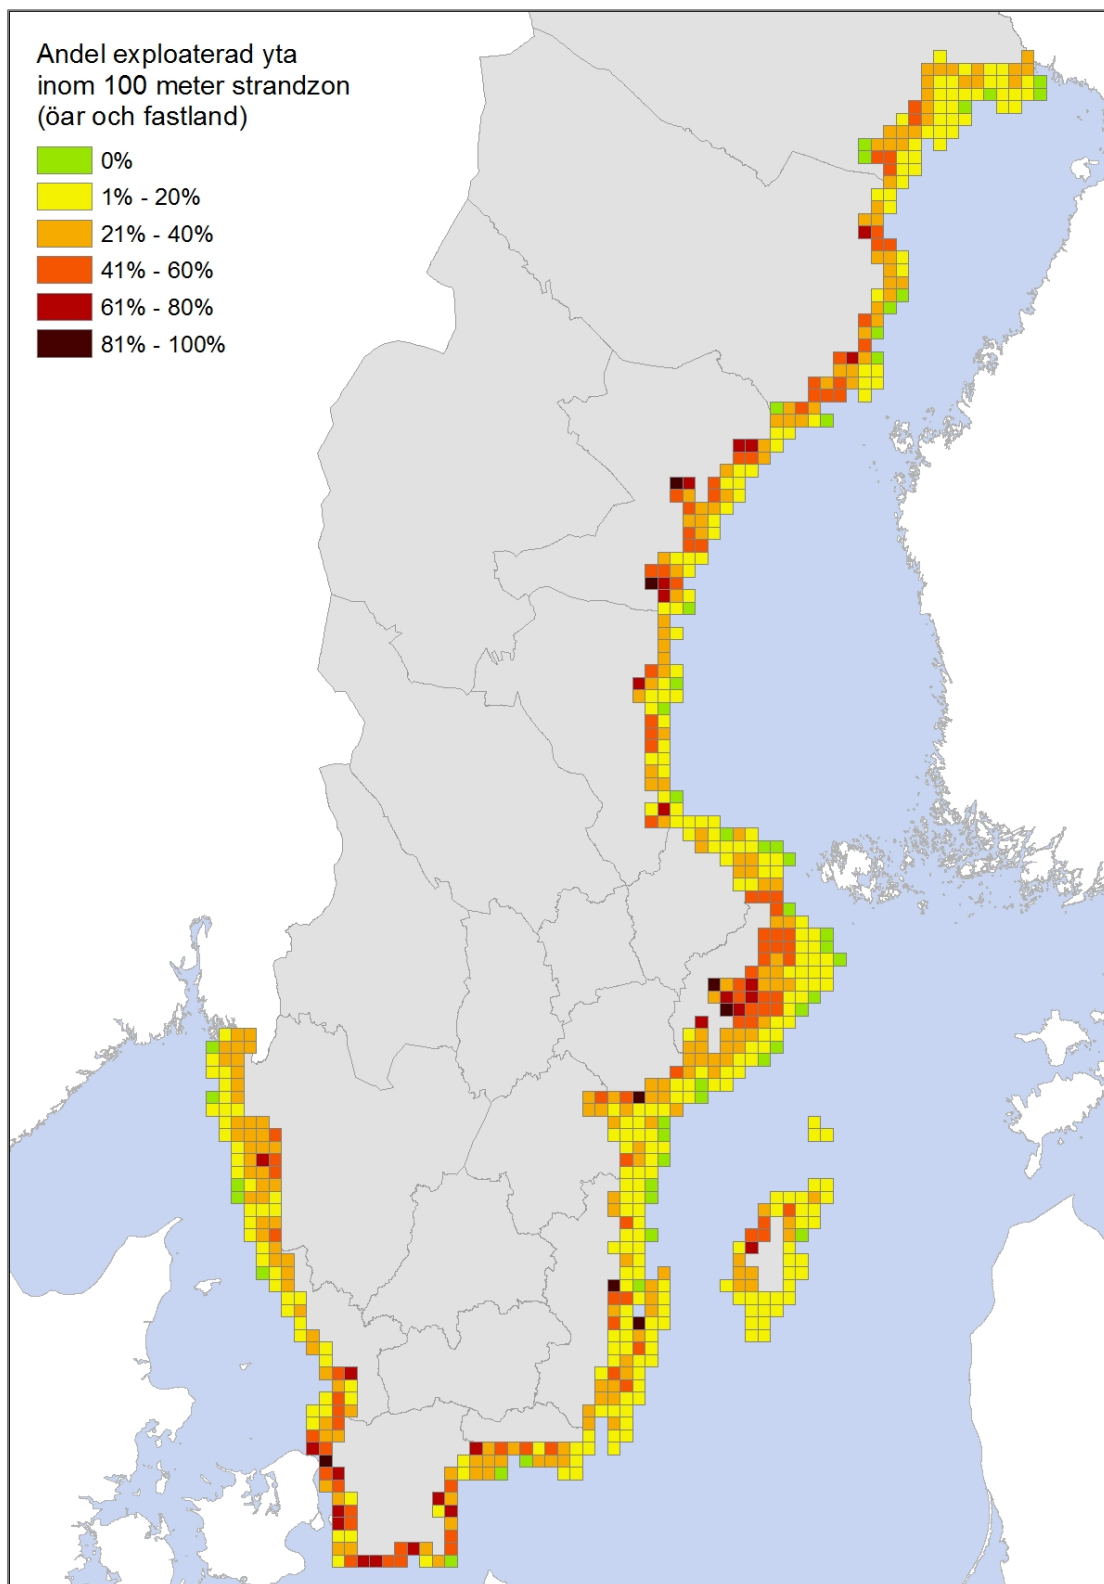 Andel exploaterad yta
inom 100 meter strandzon
(öar och fastland)
0%
1% - 20%
21% - 40%
41% - 60%
61% - 80%
81% - 100%